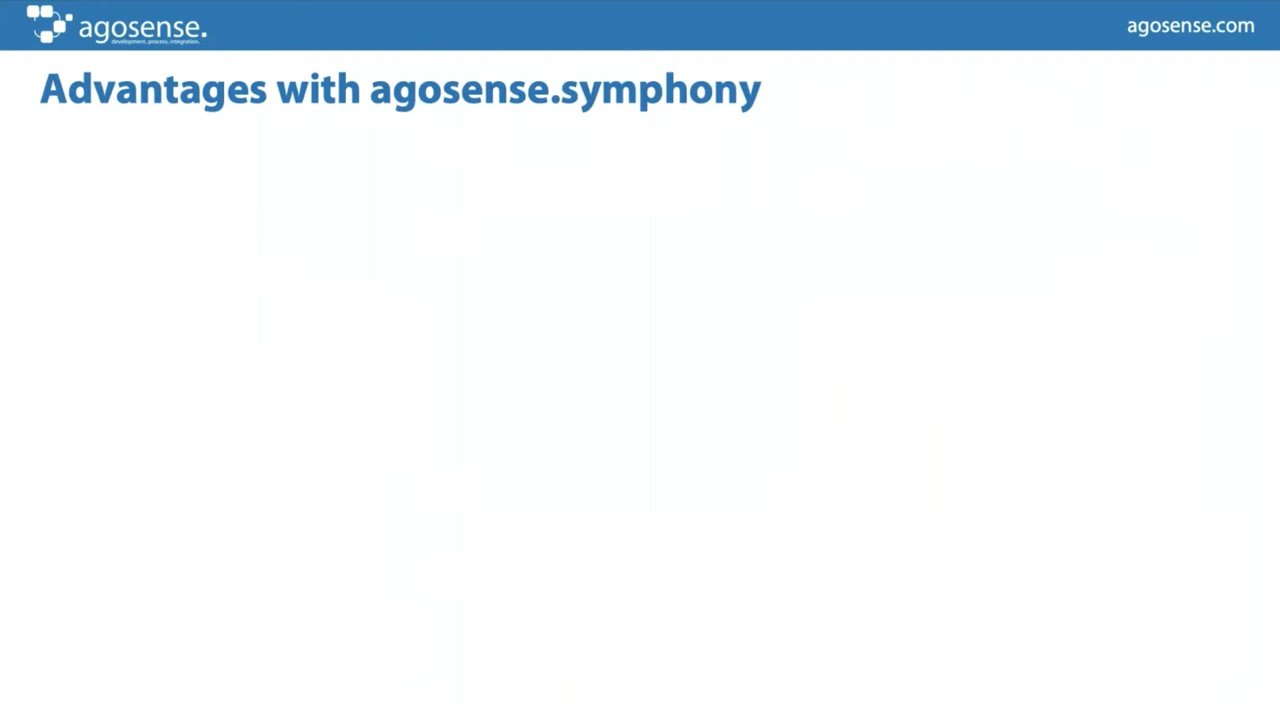 agosense.
development. process. integration.
agosense.com
Advantages with agosense.symphony